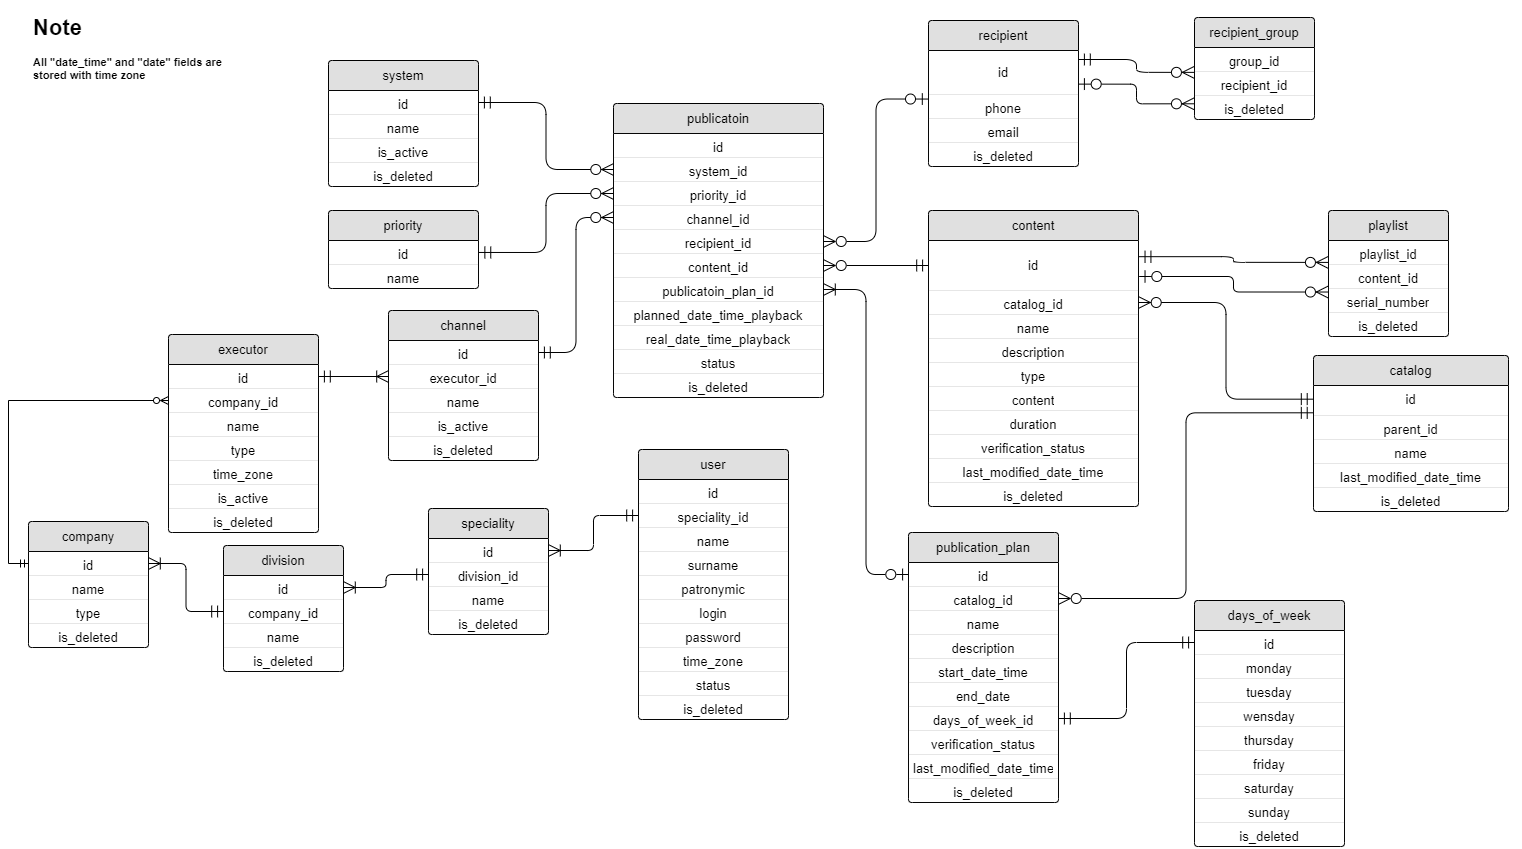 Note
All "date_time" and "date" fields are
stored with time zone
system
id
name
is_active
is_deleted
priority
id
name
channel
id
executor_id
name
is_active
is_deleted
executor
id
company_id
name
type
time_zone
is_active
is_deleted
company
id
name
type
is_deleted
division
id
company_id
name
is_deleted
speciality
id
division_id
name
is_deleted
user
id
speciality_id
name
surname
patronymic
login
password
time_zone
status
is_deleted
publicatoin
id
system_id
priority_id
channel_id
recipient_id
content_id
publicatoin_plan_id
planned_date_time_playback
real_date_time_playback
status
is_deleted
recipient
id
phone
email
is_deleted
recipient_group
group_id
recipient_id
is_deleted
content
id
catalog_id
name
description
type
content
duration
verification_status
last_modified_date_time
is_deleted
playlist
playlist_id
content_id
serial_number
is_deleted
catalog
id
parent_id
name
last_modified_date_time
is_deleted
publication_plan
id
catalog_id
name
description
start_date_time
end_date
days_of_week_id
verification_status
last_modified_date_time
is_deleted
days_of_week
id
monday
tuesday
wensday
thursday
friday
saturday
sunday
is_deleted